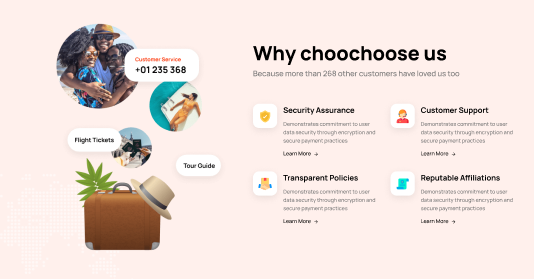 Customer Service
+01 235 368
Flight Tickets
Tour Guide
Why choochoose us
Because more than 268 other customers have loved us too
Security Assurance
Demonstrates commitment to user
data security through encryption and
secure payment practices
Learn More →
Customer Support
Demonstrates commitment to user
data security through encryption and
secure payment practices
Learn More →
Transparent Policies
Demonstrates commitment to user
data security through encryption and
secure payment practices
Learn More →
Reputable Affiliations
Demonstrates commitment to user
data security through encryption and
secure payment practices
Learn More →